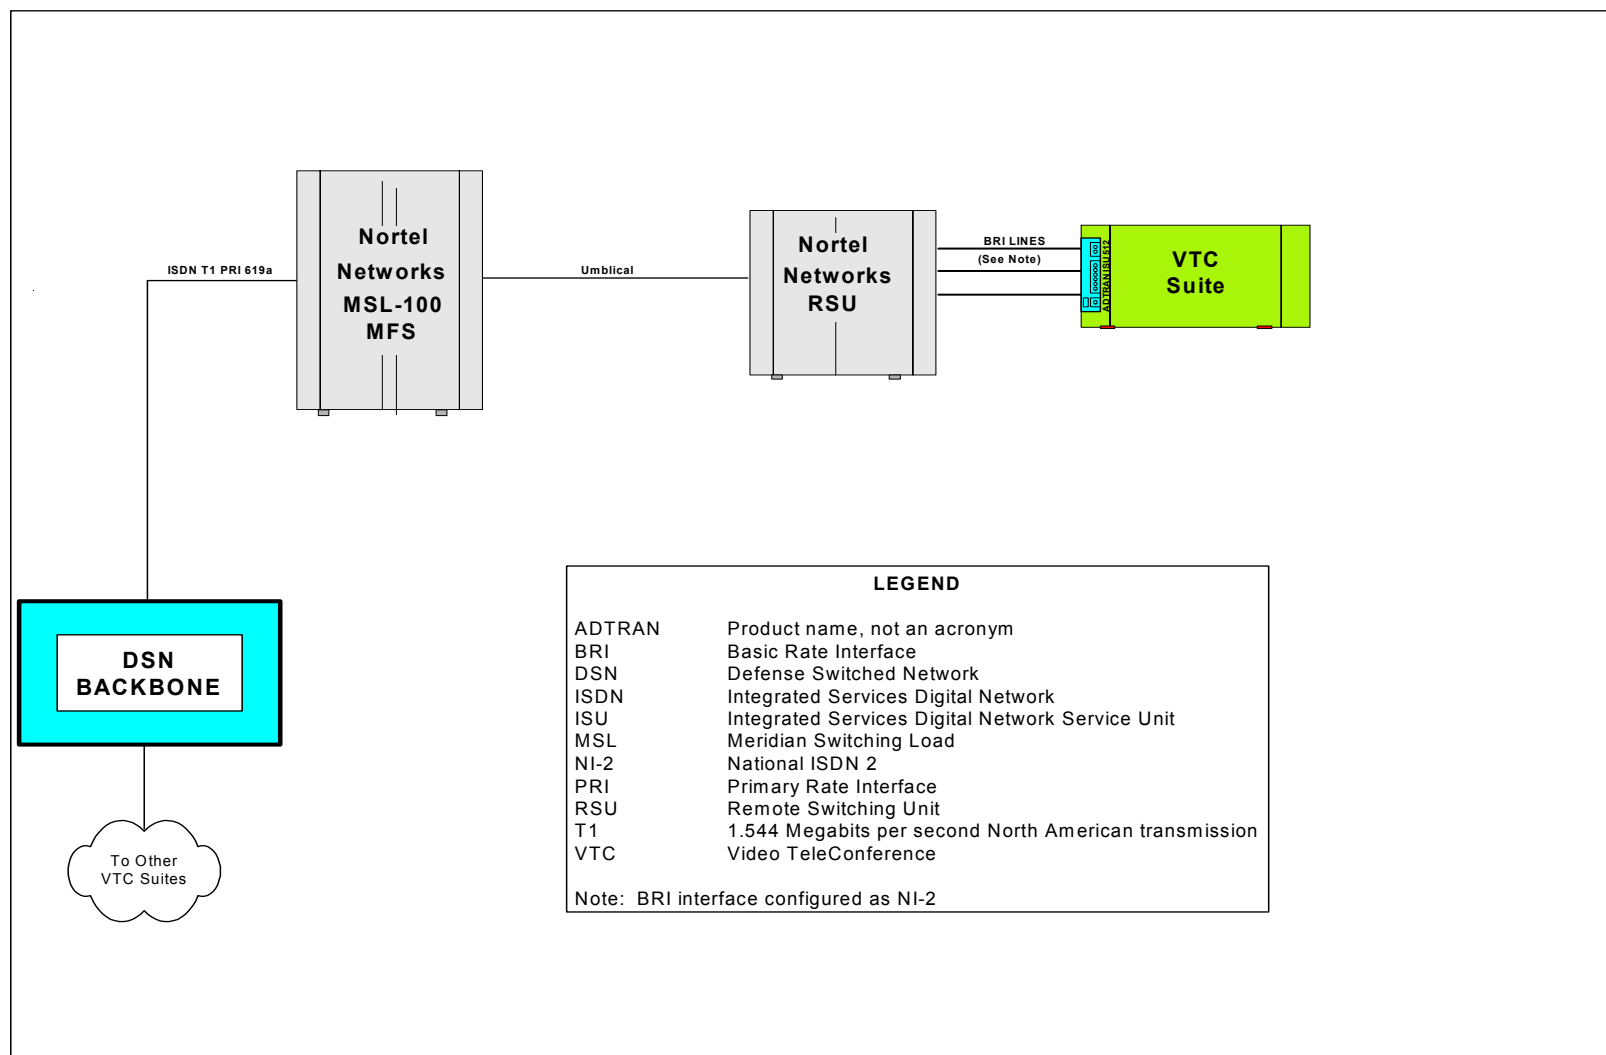 Nortel
Networks
MSL-100
MFS
Nortel
Networks
RSU
BRI LINES
(See Note)
ADTRAN ISU 512
VTC
Suite
ISDN T1 PRI 619a
Umblical
DSN
BACKBONE
To Other
VTC Suites
LEGEND
ADTRAN Product name, not an acronym
BRI Basic Rate Interface
DSN Defense Switched Network
ISDN Integrated Services Digital Network
ISU Integrated Services Digital Network Service Unit
MSL Meridian Switching Load
NI-2 National ISDN 2
PRI Primary Rate Interface
RSU Remote Switching Unit
T1 1.544 Megabits per second North American transmission
VTC Video TeleConference
Note: BRI interface configured as NI-2